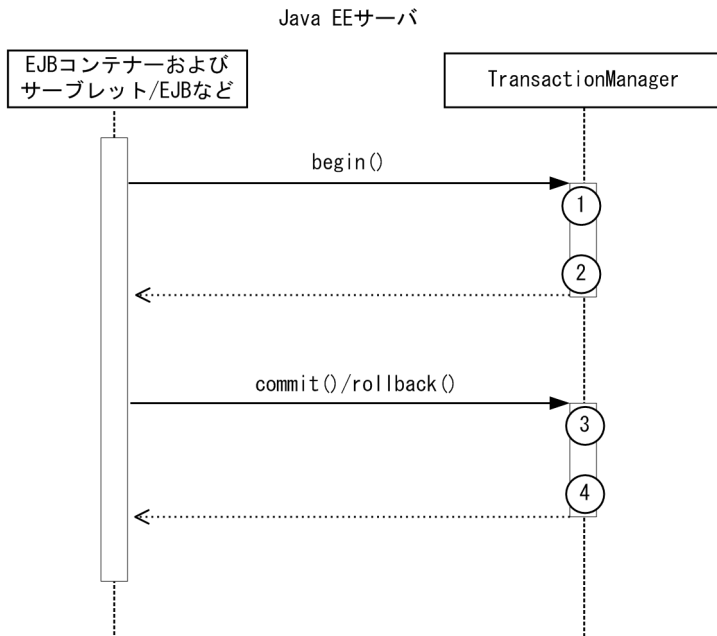 Java EEサーバ
EJBコンテナーおよび
サーブレット/EJBなど
TransactionManager
begin()
1
2
commit()/rollback()
3
4